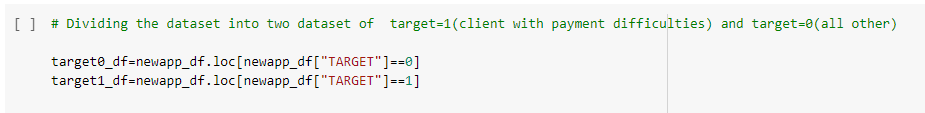 [ ] # Dividing the dataset into two dataset of  target=1(client with payment difficulties) and target=0(all other)
target0_df=newapp_df.loc[newapp_df["TARGET"]==0]
target1_df=newapp_df.loc[newapp_df["TARGET"]==1]